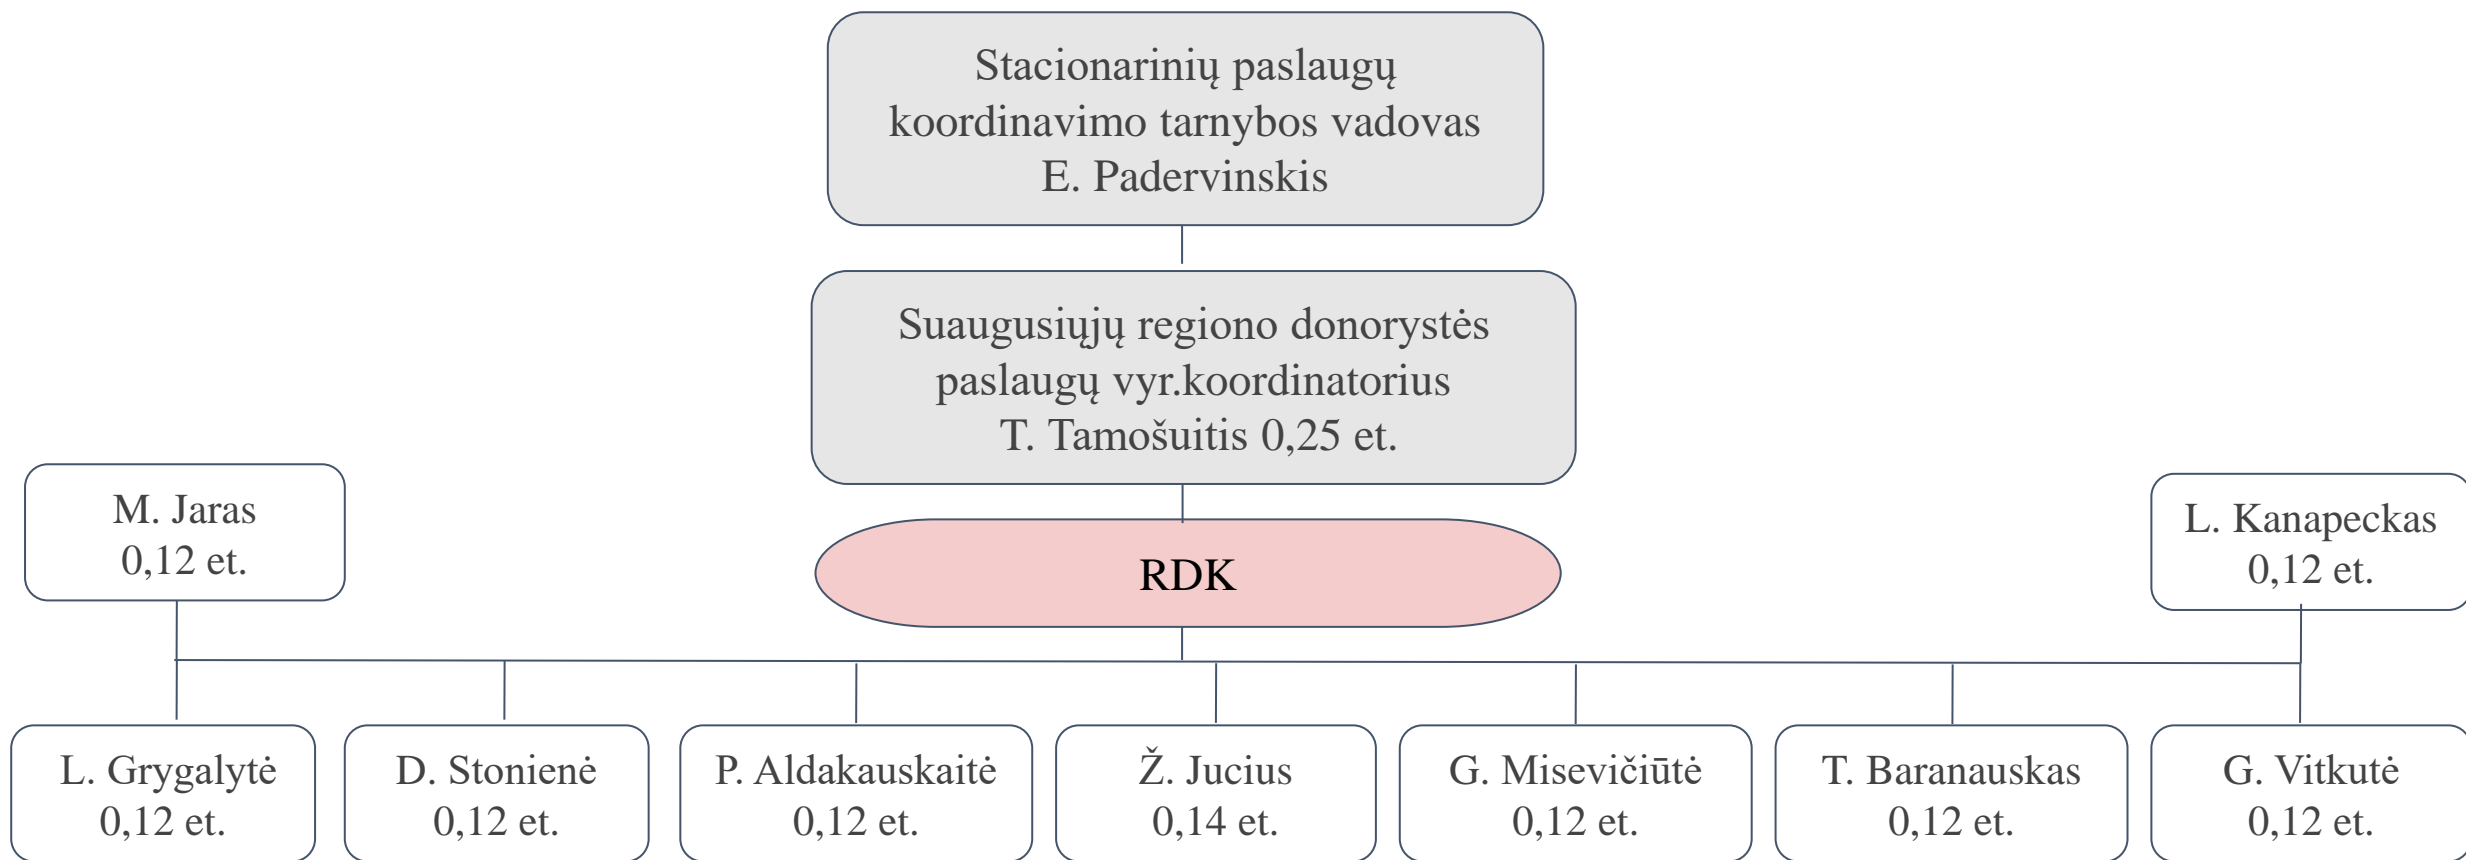 Stacionarinių paslaugų
koordinavimo tarnybos vadovas
E. Padervinskis
Suaugusiųjų regiono donorystės
paslaugų vyr.koordinatorius
T. Tamošuitis 0,25 et.
M. Jaras
0,12 et.
RDK
L. Kanapeckas
0,12 et.
L. Grygalytė
0,12 et.
D. Stonienė
0,12 et.
P. Aldakauskaitė
0,12 et.
Ž. Jucius
0,14 et.
G. Misevičiūtė
0,12 et.
T. Baranauskas
0,12 et.
G. Vitkutė
0,12 et.